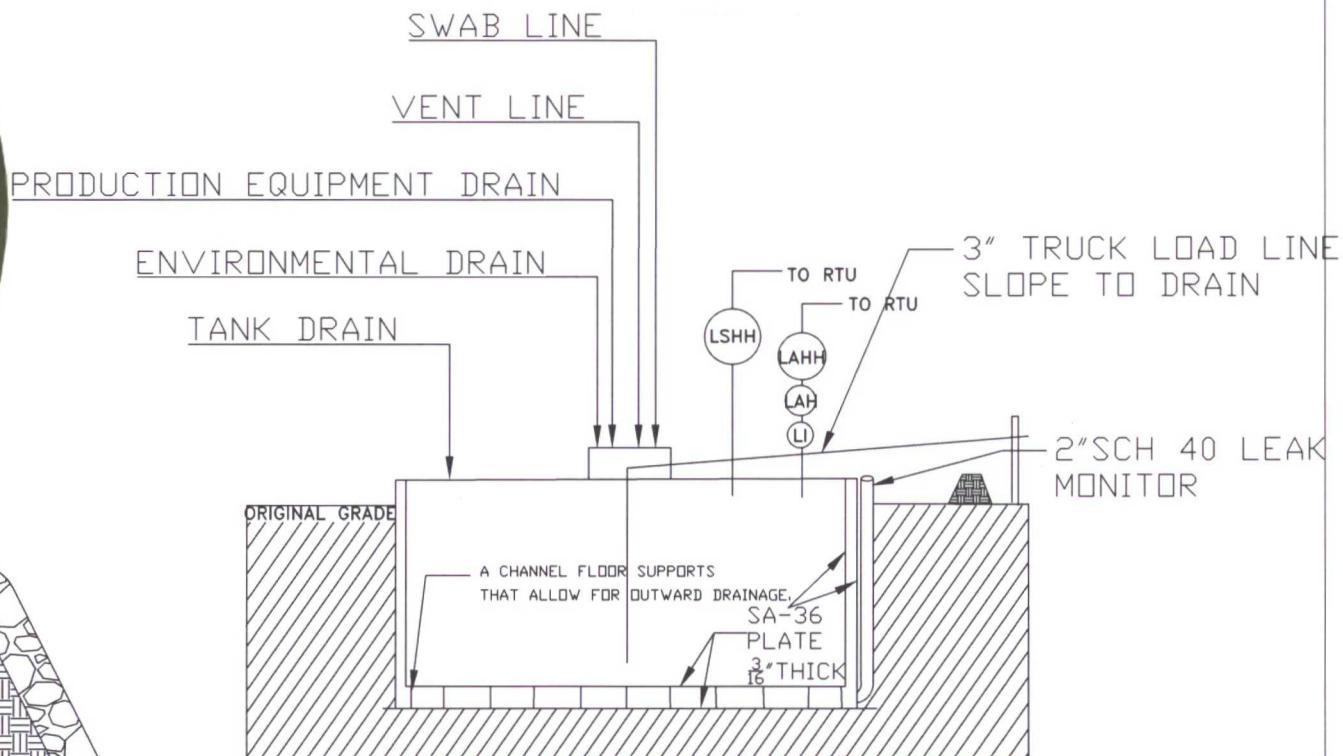 SWAB LINE
VENT LINE
PRODUCTION EQUIPMENT DRAIN
ENVIRONMENTAL DRAIN
TANK DRAIN
TO RTU
TO RTU
LSHH
LAHH
LAH
LI
3" TRUCK LOAD LINE
SLOPE TO DRAIN
2"SCH 40 LEAK
MONITOR
ORIGINAL GRADE
A CHANNEL FLOOR SUPPORTS
THAT ALLOW FOR OUTWARD DRAINAGE.
SA-36
PLATE
3/16"THICK